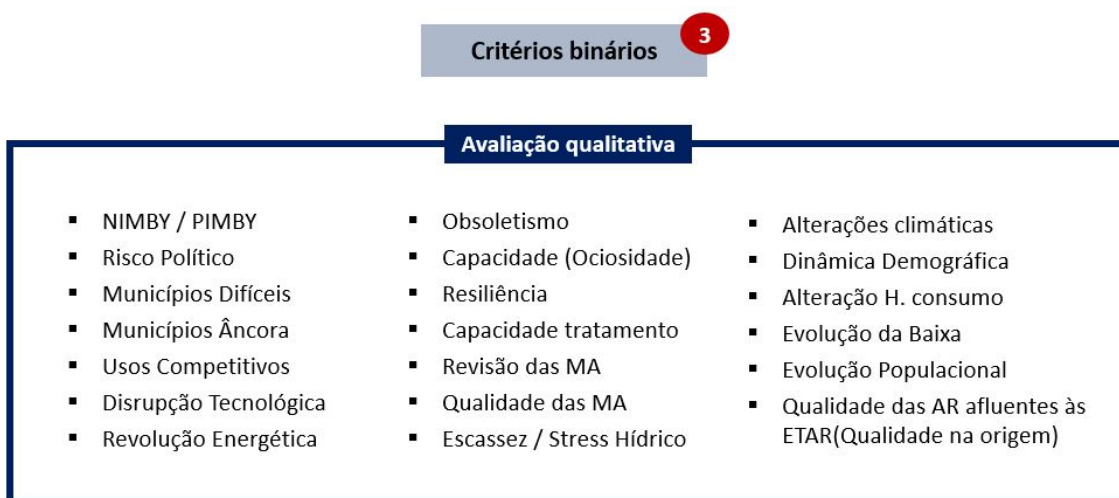 Critérios binários
3
Avaliação qualitativa
NIMBY / PIMBY
Risco Político
Municípios Difíceis
Municípios Âncora
Usos Competitivos
Disrupção Tecnológica
Revolução Energética
Obsoletismo
Capacidade (Ociosidade)
Resiliência
Capacidade tratamento
Revisão das MA
Qualidade das MA
Escassez / Stress Hídrico
Alterações climáticas
Dinâmica Demográfica
Alteração H. consumo
Evolução da Baixa
Evolução Populacional
Qualidade das AR afluentes às
ETAR(Qualidade na origem)